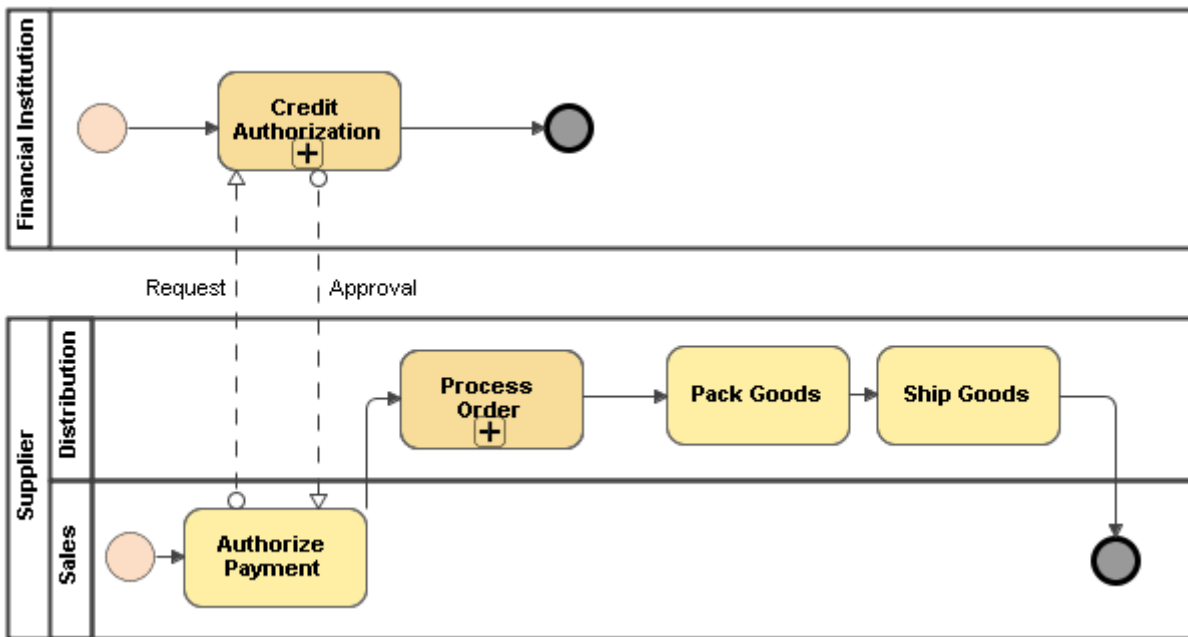 Financial Institution
Credit
Authorization
Request
Approval
Supplier
Distribution
Process
Order
Pack Goods
Ship Goods
Sales
Authorize
Payment